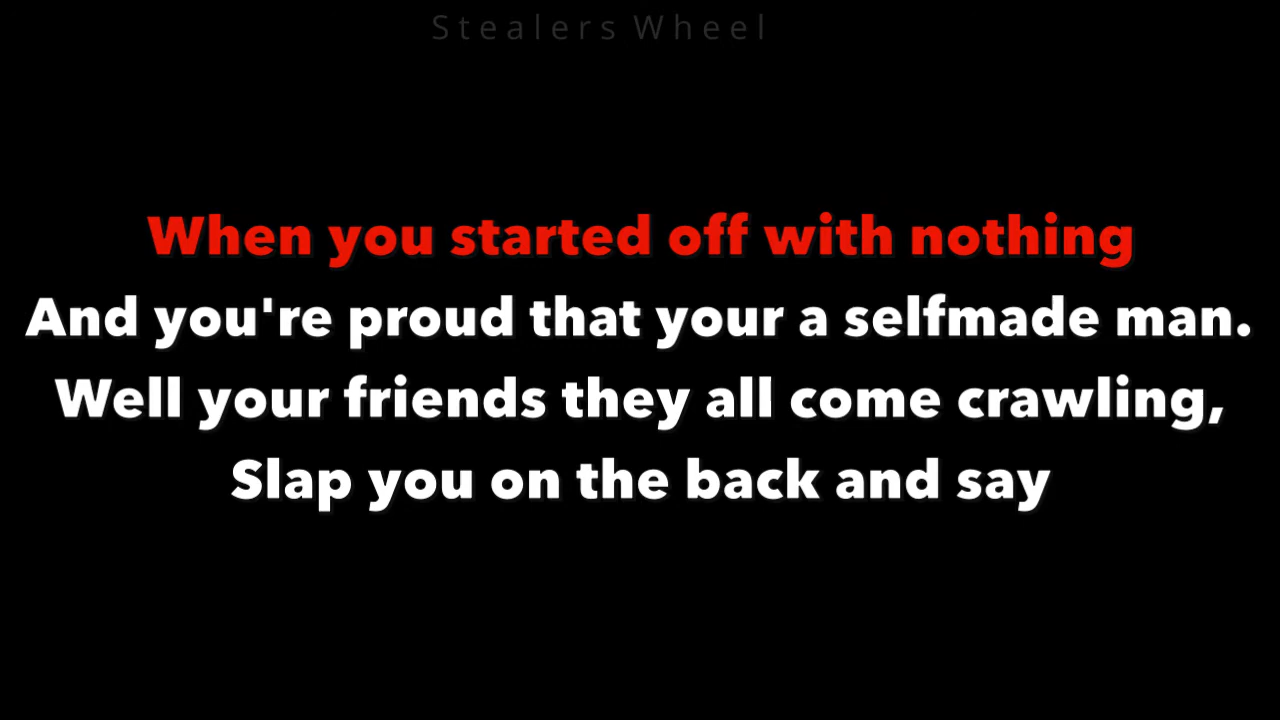 Stealers Wheel
When you started off with nothing
And you're proud that your a selfmade man.
Well your friends they all come crawling,
Slap you on the back and say